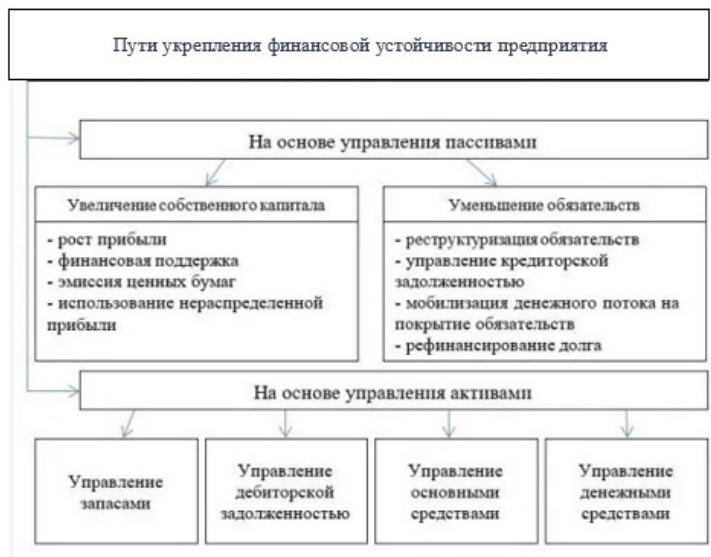 Пути укрепления финансовой устойчивости предприятия
На основе управления пассивами
Увеличение собственного капитала
- рост прибыли
- финансовая поддержка
- эмиссия ценных бумаг
- использование нераспределенной
прибыли
Уменьшение обязательств
- реструктуризация обязательств
- управление кредиторской
задолженностью
- мобилизация денежного потока на
покрытие обязательств
- рефинансирование долга
На основе управления активами
Управление
запасами
Управление
дебиторской
задолженностью
Управление
основными
средствами
Управление
денежными
средствами